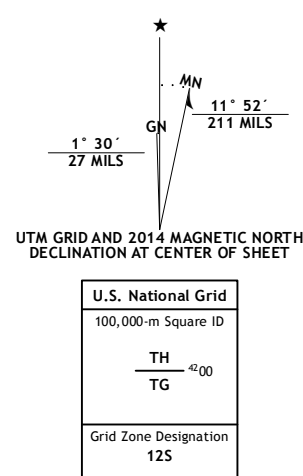 ★
MN
GN
11° 52´
211 MILS
1° 30´
27 MILS
UTM GRID AND 2014 MAGNETIC NORTH
DECLINATION AT CENTER OF SHEET
U.S. National Grid
100,000-m Square ID
TH
4200
TG
Grid Zone Designation
12S